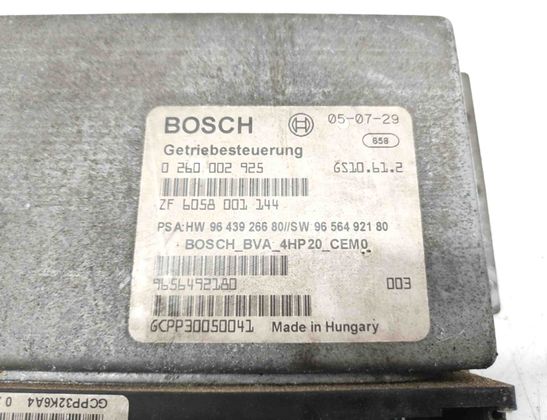 BOSCH 05-07-29
Getriebesteuerung 658
0 260 002 925 GS10.61.2
ZF 6058 001 144
PSA:HW 96 439 266 80//SW 96 564 921 80
BOSCH_BVA_4HP20_CEM0
9656492180 003
GCPP30050041 Made in Hungary
GCPP32K6A4